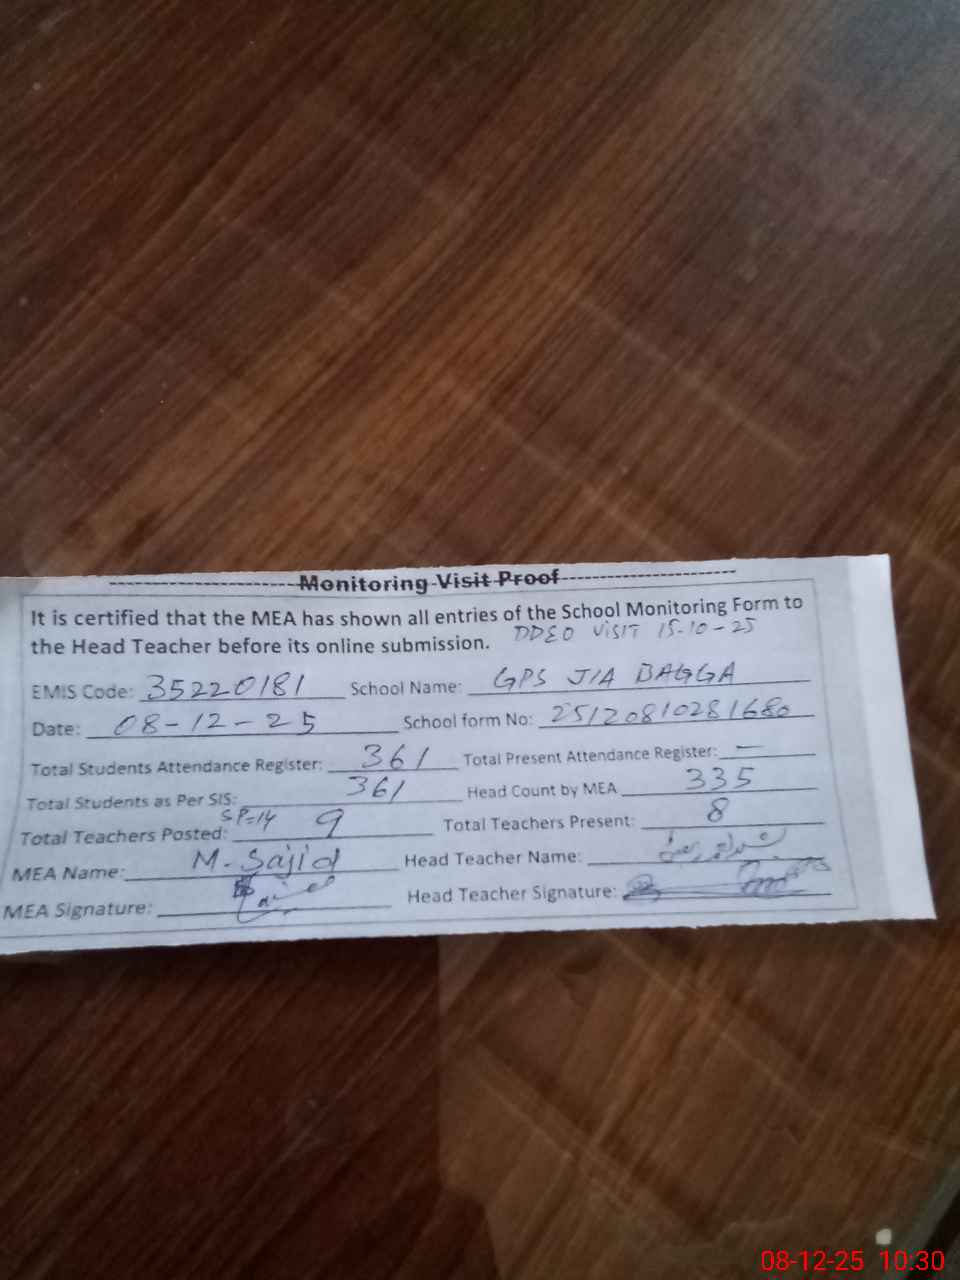 Monitoring Visit Proof
It is certified that the MEA has shown all entries of the School Monitoring Form to
the Head Teacher before its online submission. DDEO VISIT 15-10-25
EMIS Code: 35220181 School Name: GPS JIA BAGGA
Date: 08-12-25 School form No: 25120810281680
Total Students Attendance Register: 361 Total Present Attendance Register: —
Total Students as Per SIS: 361 Head Count by MEA 335
SP=14
Total Teachers Posted: 9 Total Teachers Present: 8
MEA Name: M. Sajid Head Teacher Name:
MEA Signature: Head Teacher Signature:
08-12-25 10:30